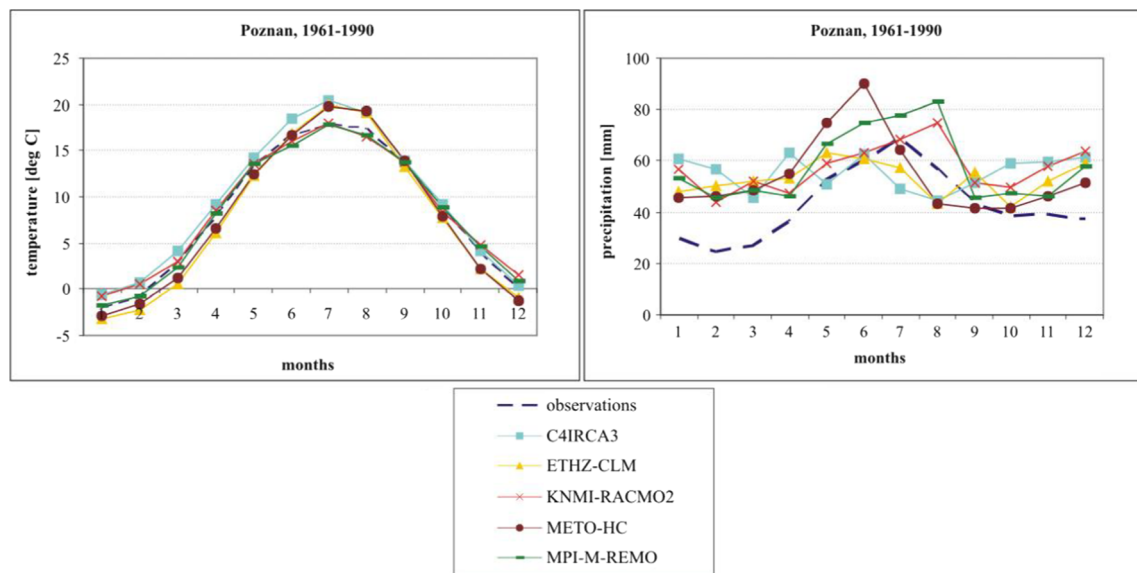 Poznan, 1961-1990
25
20
15
10
5
0
-5
temperature [deg C]
2 3 4 5 6 7 8 9 10 11 12
months
Poznan, 1961-1990
100
80
60
40
20
0
precipitation [mm]
1 2 3 4 5 6 7 8 9 10 11 12
months
observations
C4IRCA3
ETHZ-CLM
KNMI-RACMO2
METO-HC
MPI-M-REMO